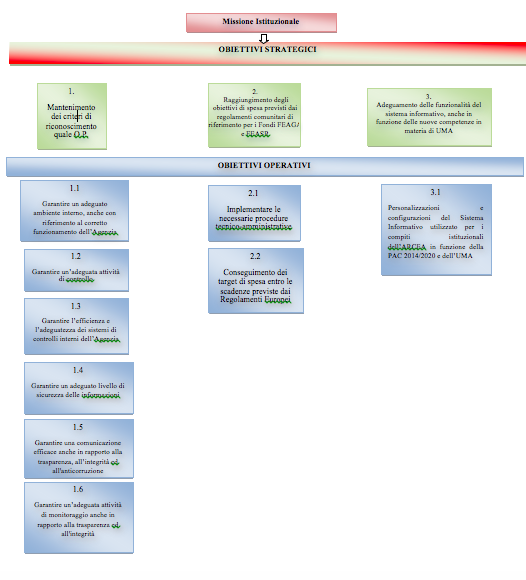 Missione Istituzionale
OBIETTIVI STRATEGICI
1.
Mantenimento
dei criteri di
riconoscimento
quale O.P.
2.
Raggiungimento degli
obiettivi di spesa previsti dai
regolamenti comunitari di
riferimento per i Fondi FEAGA
e FEASR
3.
Adeguamento delle funzionalità del
sistema informativo, anche in
funzione delle nuove competenze in
materia di UMA
OBIETTIVI OPERATIVI
1.1
Garantire un adeguato
ambiente interno, anche con
riferimento al corretto
funzionamento dell'Agenzia
1.2
Garantire un'adeguata attività
di controllo
1.3
Garantire l'efficienza e
l'adeguatezza dei sistemi di
controlli interni dell'Agenzia
1.4
Garantire un adeguato livello di
sicurezza delle informazioni
1.5
Garantire una comunicazione
efficace anche in rapporto alla
trasparenza, all'integrità ed
all'anticorruzione
1.6
Garantire un'adeguata attività
di monitoraggio anche in
rapporto alla trasparenza ed
all'integrità
2.1
Implementare le
necessarie procedure
tecnico-amministrative
2.2
Conseguimento dei
target di spesa entro le
scadenze previste dai
Regolamenti Europei
3.1
Personalizzazioni e
configurazioni del Sistema
Informativo utilizzato per i
compiti istituzionali
dell'ARCEA in funzione della
PAC 2014/2020 e dell'UMA